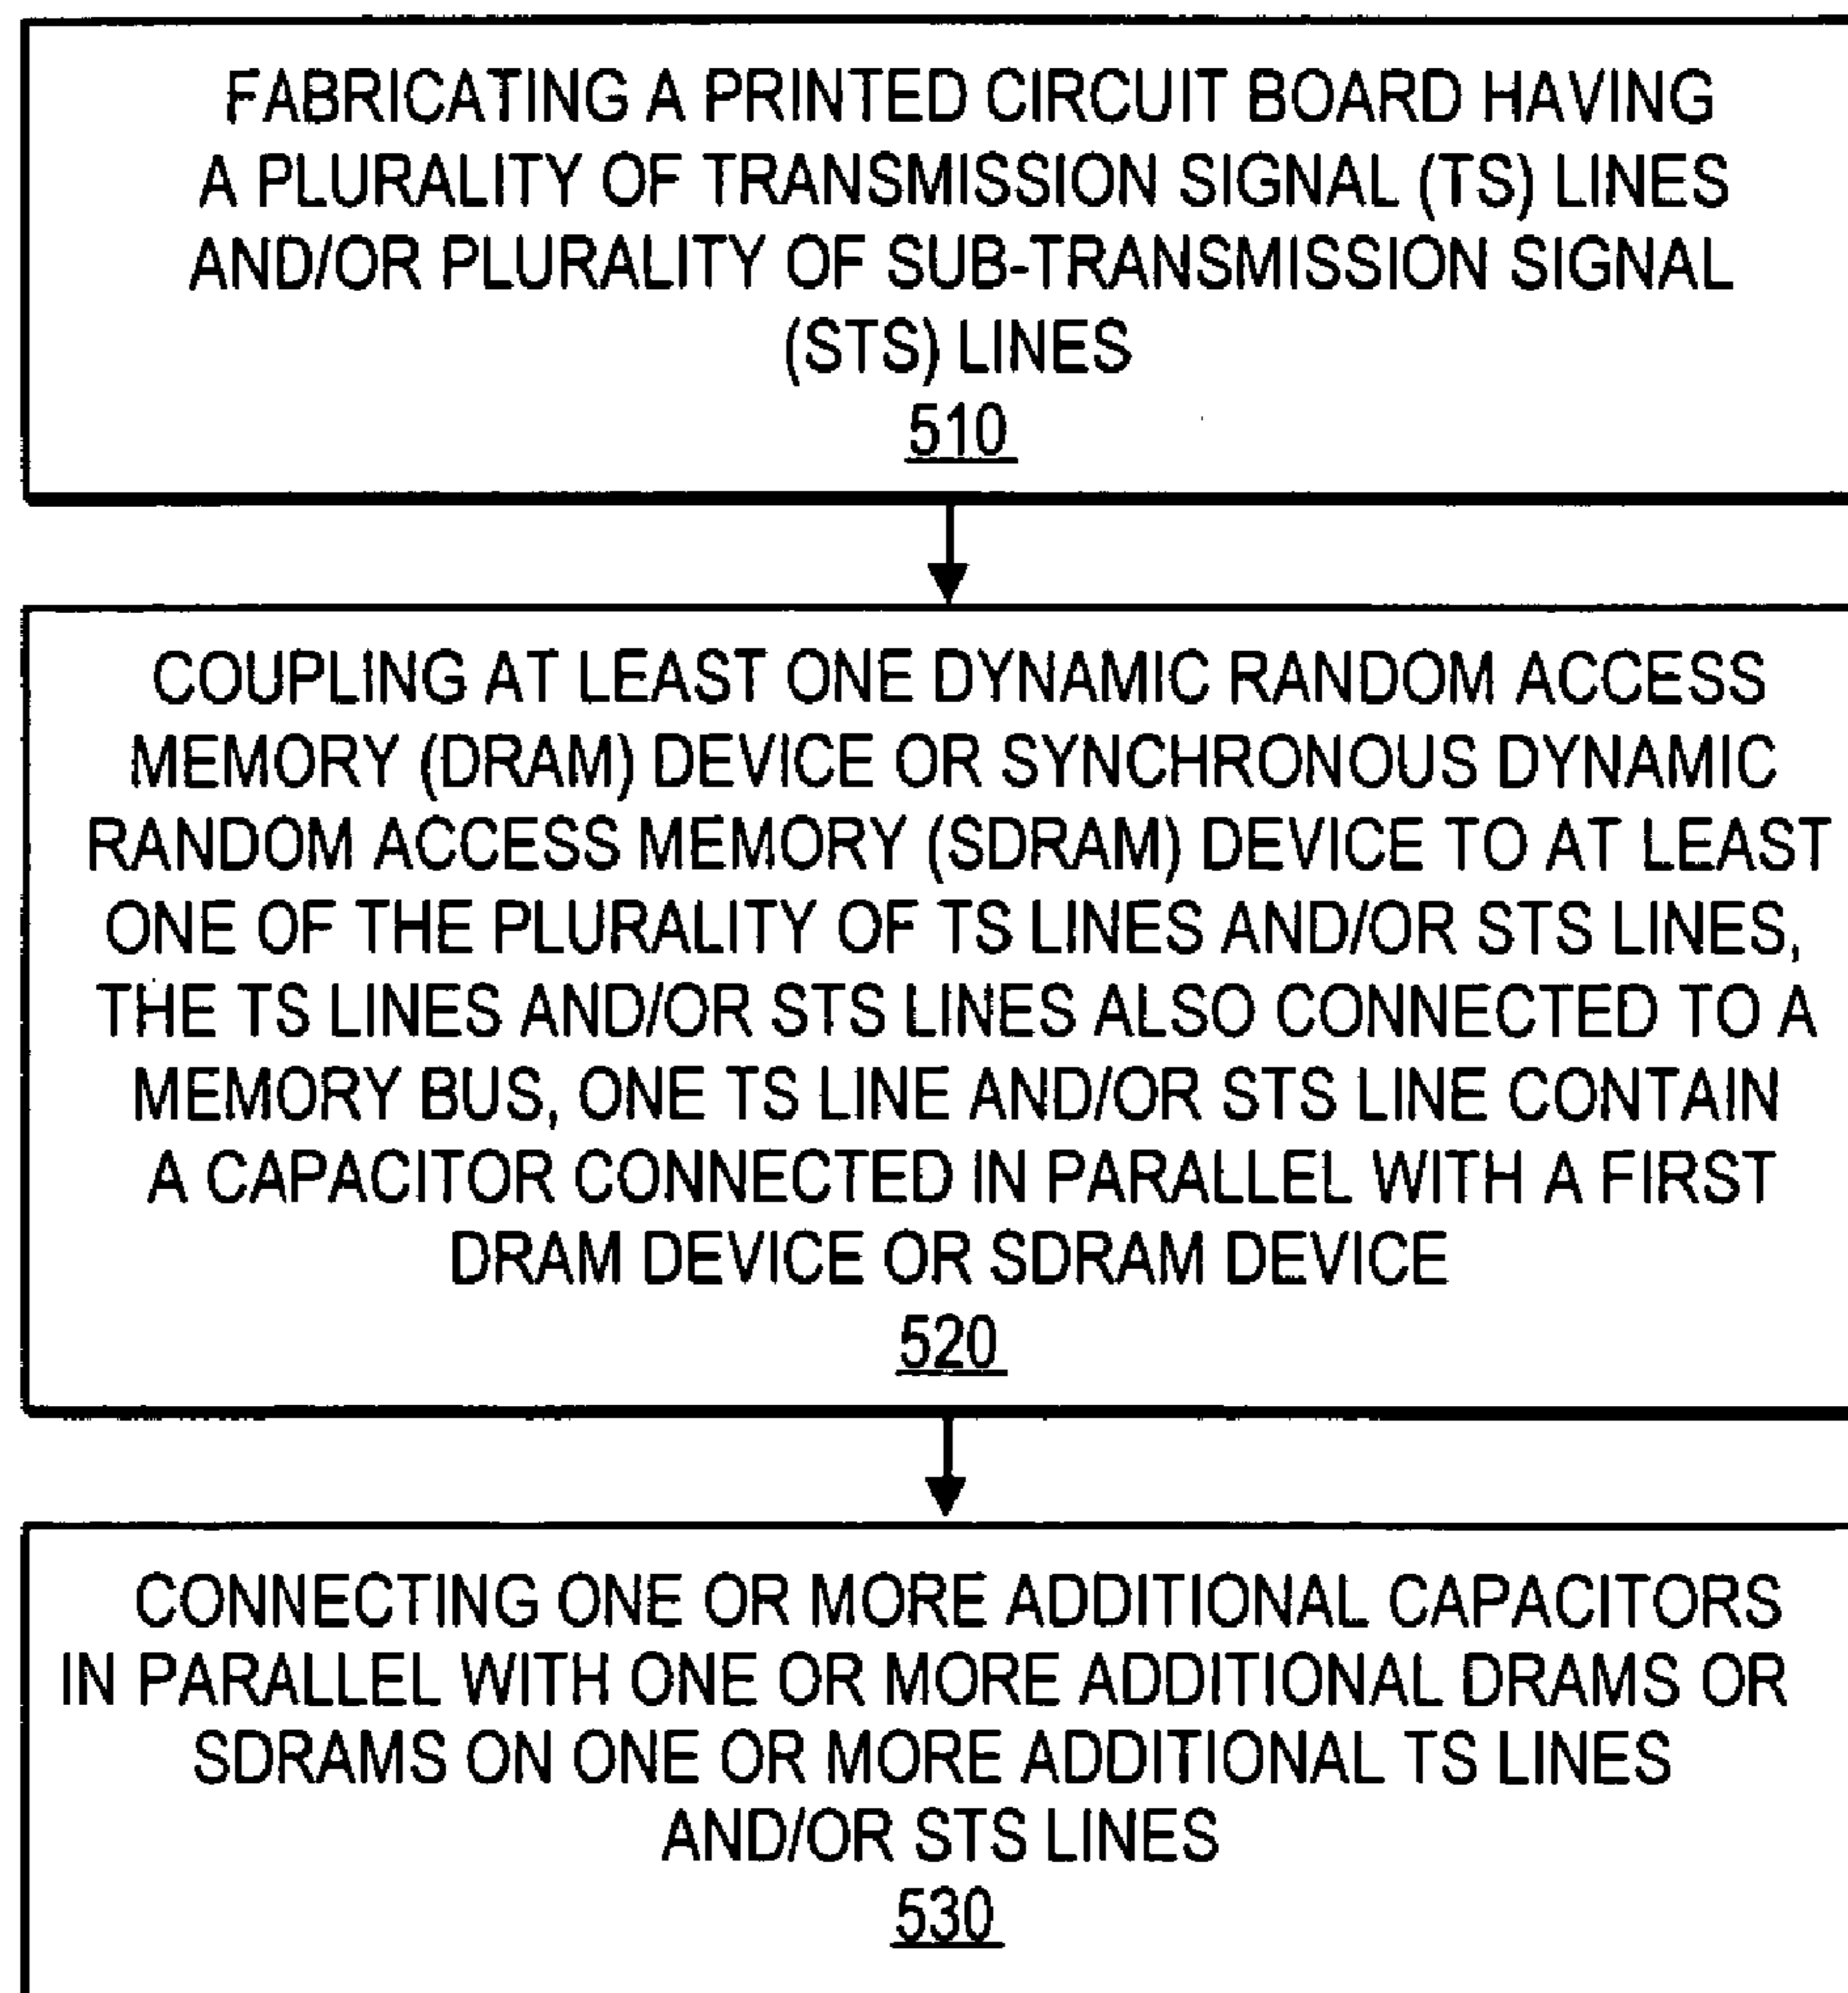 FABRICATING A PRINTED CIRCUIT BOARD HAVING
A PLURALITY OF TRANSMISSION SIGNAL (TS) LINES
AND/OR PLURALITY OF SUB-TRANSMISSION SIGNAL
(STS) LINES
510
COUPLING AT LEAST ONE DYNAMIC RANDOM ACCESS
MEMORY (DRAM) DEVICE OR SYNCHRONOUS DYNAMIC
RANDOM ACCESS MEMORY (SDRAM) DEVICE TO AT LEAST
ONE OF THE PLURALITY OF TS LINES AND/OR STS LINES,
THE TS LINES AND/OR STS LINES ALSO CONNECTED TO A
MEMORY BUS, ONE TS LINE AND/OR STS LINE CONTAIN
A CAPACITOR CONNECTED IN PARALLEL WITH A FIRST
DRAM DEVICE OR SDRAM DEVICE
520
CONNECTING ONE OR MORE ADDITIONAL CAPACITORS
IN PARALLEL WITH ONE OR MORE ADDITIONAL DRAMS OR
SDRAMS ON ONE OR MORE ADDITIONAL TS LINES
AND/OR STS LINES
530